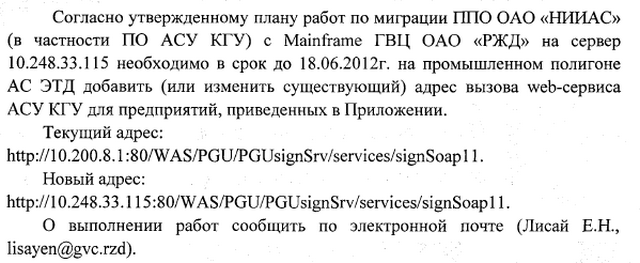 Согласно утвержденному плану работ по миграции ППО ОАО «НИИАС»
(в частности ПО АСУ КГУ) с Mainframe ГВЦ ОАО «РЖД» на сервер
10.248.33.115 необходимо в срок до 18.06.2012г. на промышленном полигоне
АС ЭТД добавить (или изменить существующий) адрес вызова web-сервиса
АСУ КГУ для предприятий, приведенных в Приложении.
Текущий адрес:
http://10.200.8.1:80/WAS/PGU/PGUsignSrv/services/signSoap11.
Новый адрес:
http://10.248.33.115:80/WAS/PGU/PGUsignSrv/services/signSoap11.
О выполнении работ сообщить по электронной почте (Лисай Е.Н.,
lisayen@gvc.rzd).